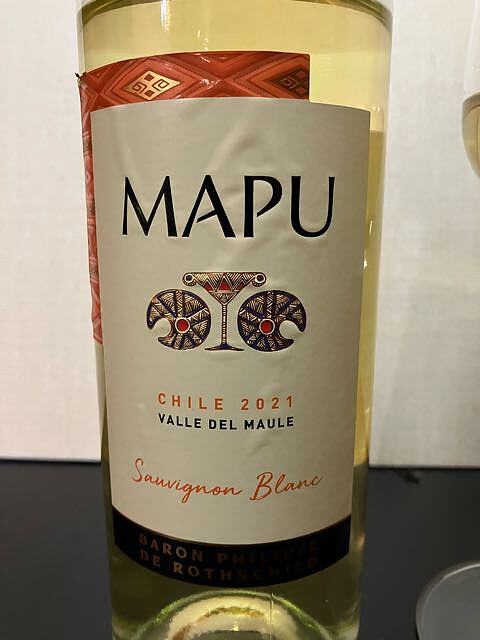 MAPU
CHILE 2021
VALLE DEL MAULE
Sauvignon Blanc
BARON PHILIPPE
DE ROTHSCHILD